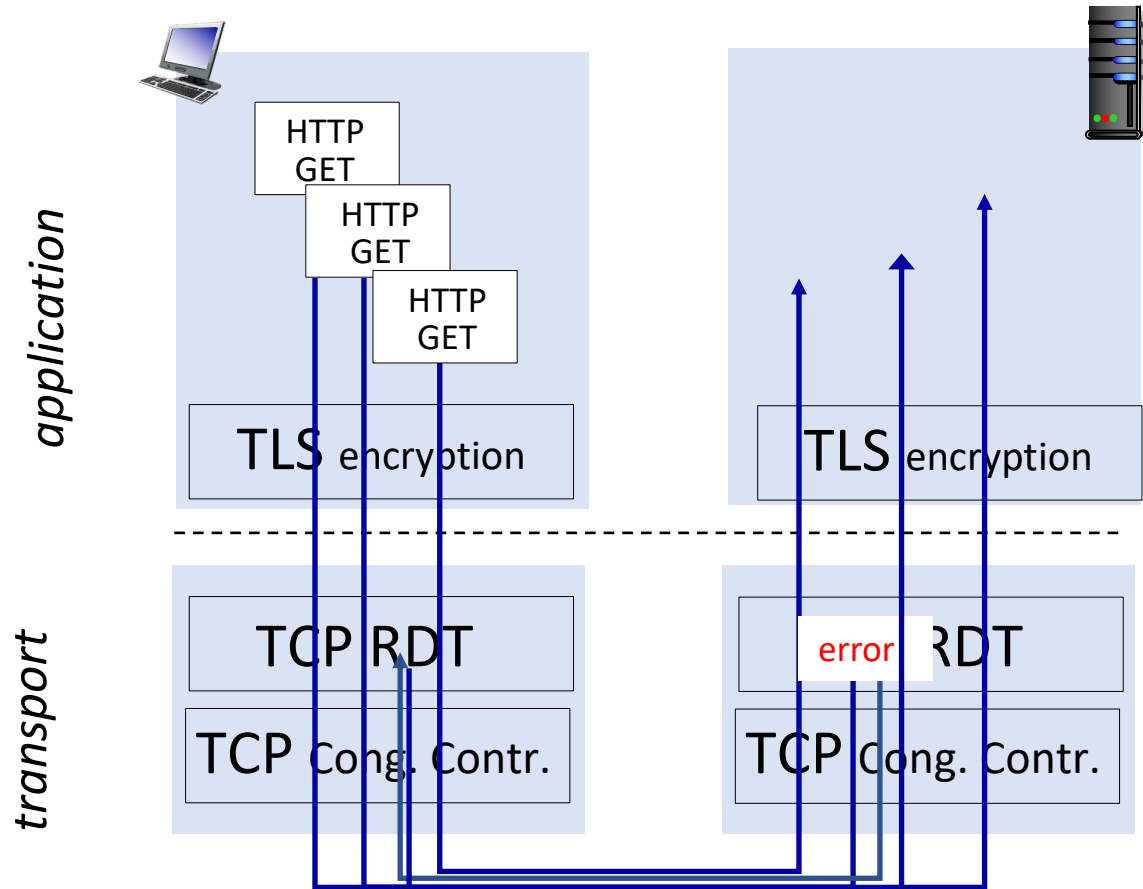 application
HTTP
GET
HTTP
GET
HTTP
GET
TLS encryption
TLS encryption
transport
TCP RDT
error RDT
TCP Cong. Contr.
TCP Cong. Contr.